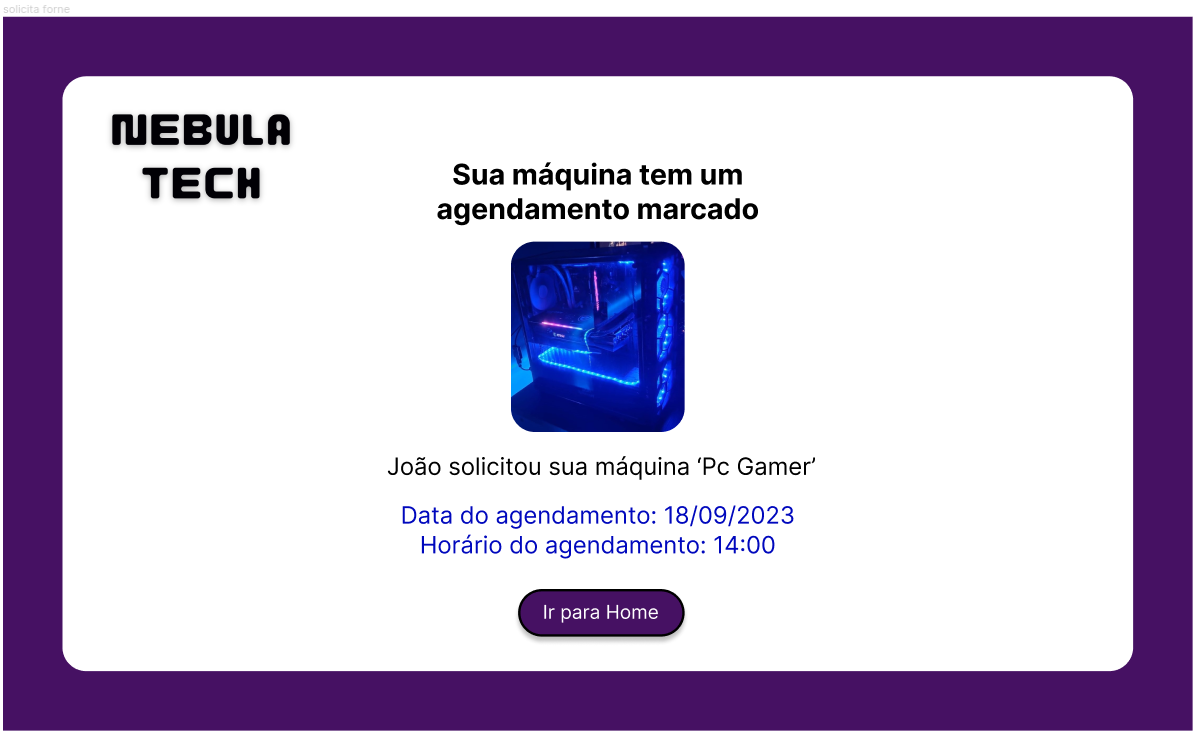 solicita forne
NEBULA
TECH
Sua máquina tem um
agendamento marcado
João solicitou sua máquina ‘Pc Gamer’
Data do agendamento: 18/09/2023
Horário do agendamento: 14:00
Ir para Home